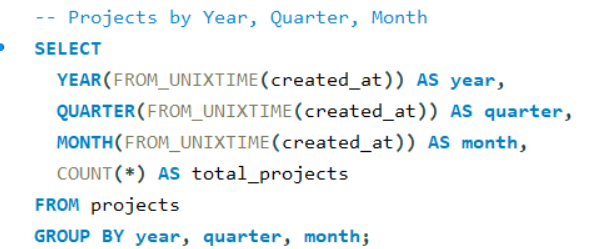 -- Projects by Year, Quarter, Month
SELECT
YEAR(FROM_UNIXTIME(created_at)) AS year,
QUARTER(FROM_UNIXTIME(created_at)) AS quarter,
MONTH(FROM_UNIXTIME(created_at)) AS month,
COUNT(*) AS total_projects
FROM projects
GROUP BY year, quarter, month;